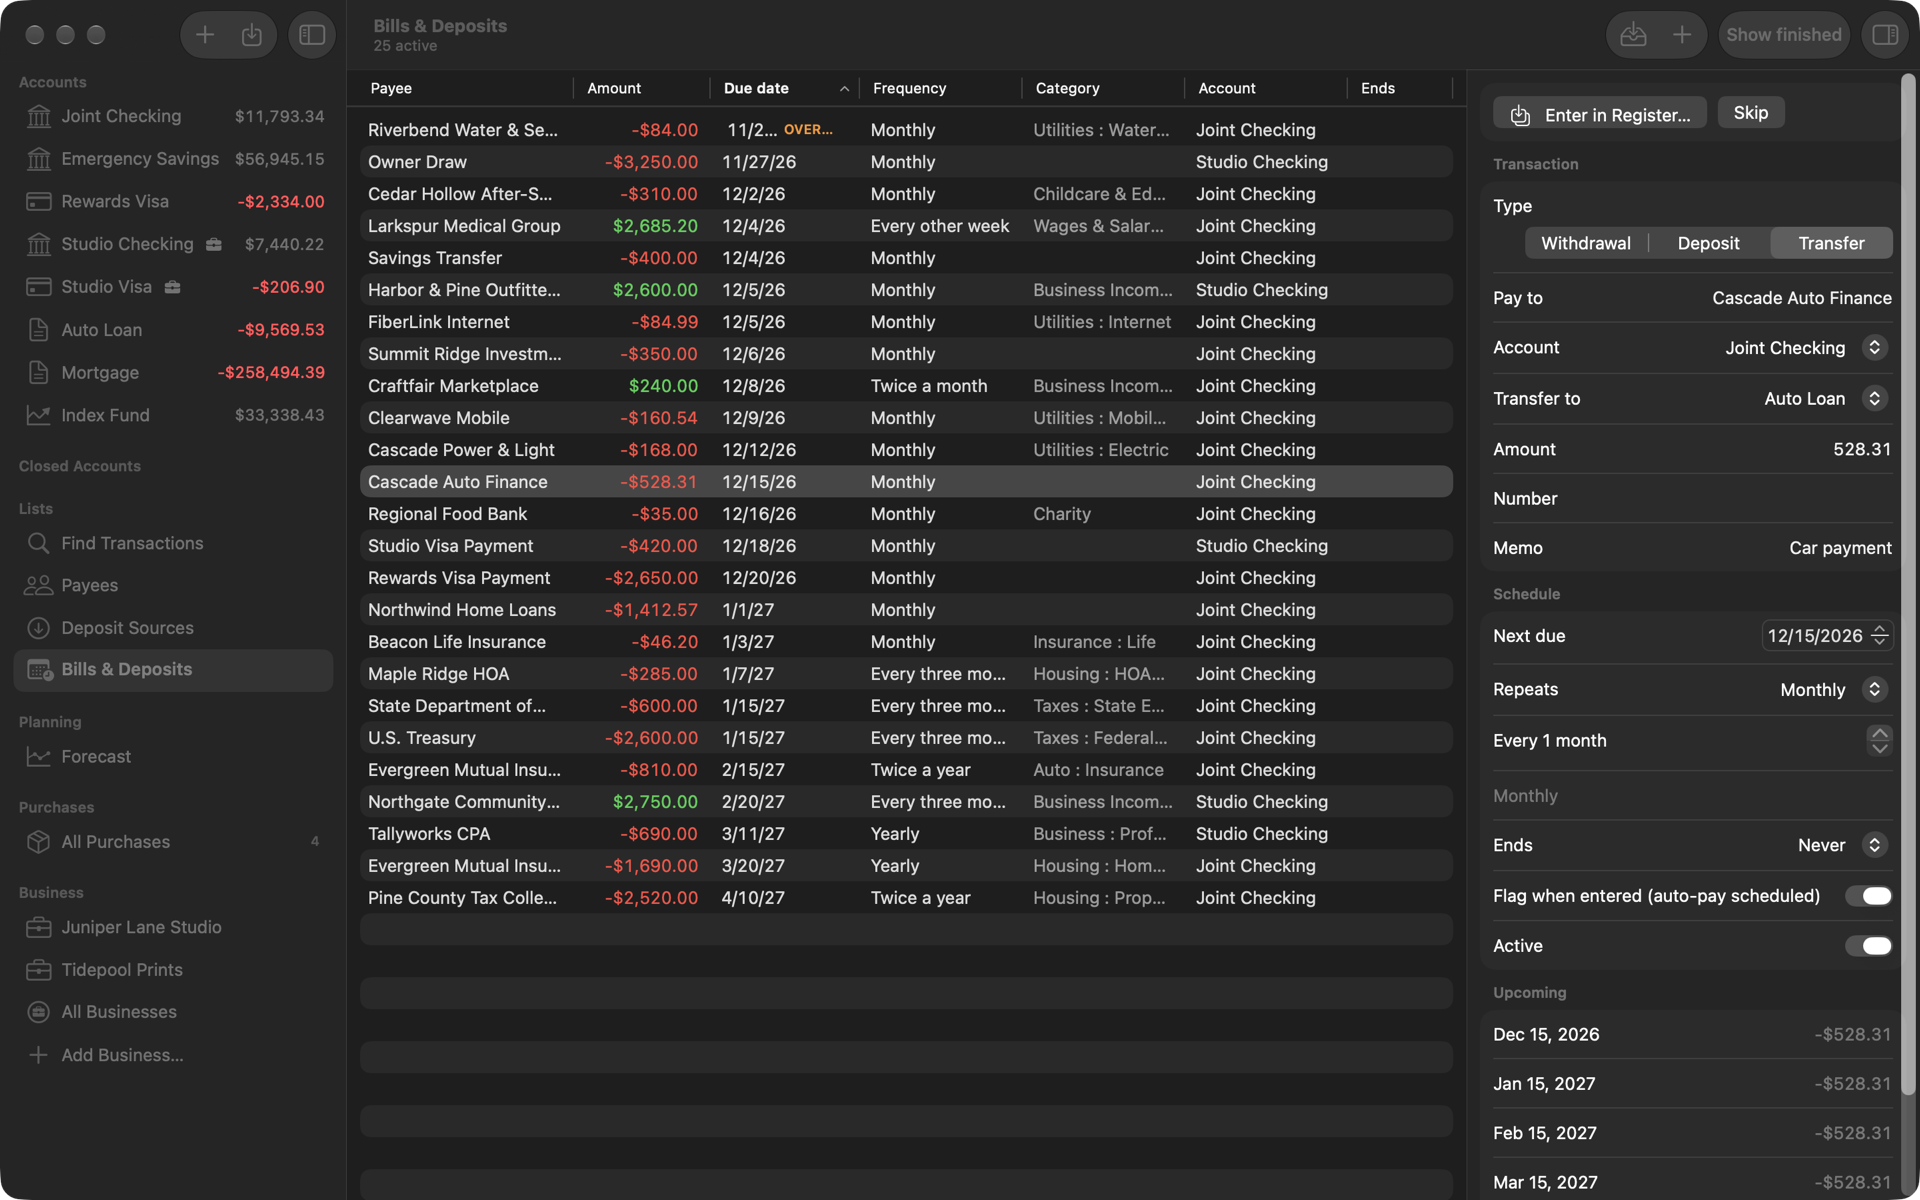 Bills & Deposits
25 active
Show finished
Accounts
Joint Checking $11,793.34
Emergency Savings $56,945.15
Rewards Visa -$2,334.00
Studio Checking $7,440.22
Studio Visa -$206.90
Auto Loan -$9,569.53
Mortgage -$258,494.39
Index Fund $33,338.43
Closed Accounts
Lists
Find Transactions
Payees
Deposit Sources
Bills & Deposits
Planning
Forecast
Purchases
All Purchases 4
Business
Juniper Lane Studio
Tidepool Prints
All Businesses
Add Business...
Payee Amount Due date Frequency Category Account Ends
Riverbend Water & Se... -$84.00 11/2... OVER... Monthly Utilities : Water... Joint Checking
Owner Draw -$3,250.00 11/27/26 Monthly Studio Checking
Cedar Hollow After-S... -$310.00 12/2/26 Monthly Childcare & Ed... Joint Checking
Larkspur Medical Group $2,685.20 12/4/26 Every other week Wages & Salar... Joint Checking
Savings Transfer -$400.00 12/4/26 Monthly Joint Checking
Harbor & Pine Outfitte... $2,600.00 12/5/26 Monthly Business Incom... Studio Checking
FiberLink Internet -$84.99 12/5/26 Monthly Utilities : Internet Joint Checking
Summit Ridge Investm... -$350.00 12/6/26 Monthly Joint Checking
Craftfair Marketplace $240.00 12/8/26 Twice a month Business Incom... Joint Checking
Clearwave Mobile -$160.54 12/9/26 Monthly Utilities : Mobil... Joint Checking
Cascade Power & Light -$168.00 12/12/26 Monthly Utilities : Electric Joint Checking
Cascade Auto Finance -$528.31 12/15/26 Monthly Joint Checking
Regional Food Bank -$35.00 12/16/26 Monthly Charity Joint Checking
Studio Visa Payment -$420.00 12/18/26 Monthly Studio Checking
Rewards Visa Payment -$2,650.00 12/20/26 Monthly Joint Checking
Northwind Home Loans -$1,412.57 1/1/27 Monthly Joint Checking
Beacon Life Insurance -$46.20 1/3/27 Monthly Insurance : Life Joint Checking
Maple Ridge HOA -$285.00 1/7/27 Every three mo... Housing : HOA... Joint Checking
State Department of... -$600.00 1/15/27 Every three mo... Taxes : State E... Joint Checking
U.S. Treasury -$2,600.00 1/15/27 Every three mo... Taxes : Federal... Joint Checking
Evergreen Mutual Insu... -$810.00 2/15/27 Twice a year Auto : Insurance Joint Checking
Northgate Community... $2,750.00 2/20/27 Every three mo... Business Incom... Studio Checking
Tallyworks CPA -$690.00 3/11/27 Yearly Business : Prof... Studio Checking
Evergreen Mutual Insu... -$1,690.00 3/20/27 Yearly Housing : Hom... Joint Checking
Pine County Tax Colle... -$2,520.00 4/10/27 Twice a year Housing : Prop... Joint Checking
Enter in Register... Skip
Transaction
Type
Withdrawal Deposit Transfer
Pay to Cascade Auto Finance
Account Joint Checking
Transfer to Auto Loan
Amount 528.31
Number
Memo Car payment
Schedule
Next due 12/15/2026
Repeats Monthly
Every 1 month
Monthly
Ends Never
Flag when entered (auto-pay scheduled)
Active
Upcoming
Dec 15, 2026 -$528.31
Jan 15, 2027 -$528.31
Feb 15, 2027 -$528.31
Mar 15, 2027 -$528.31